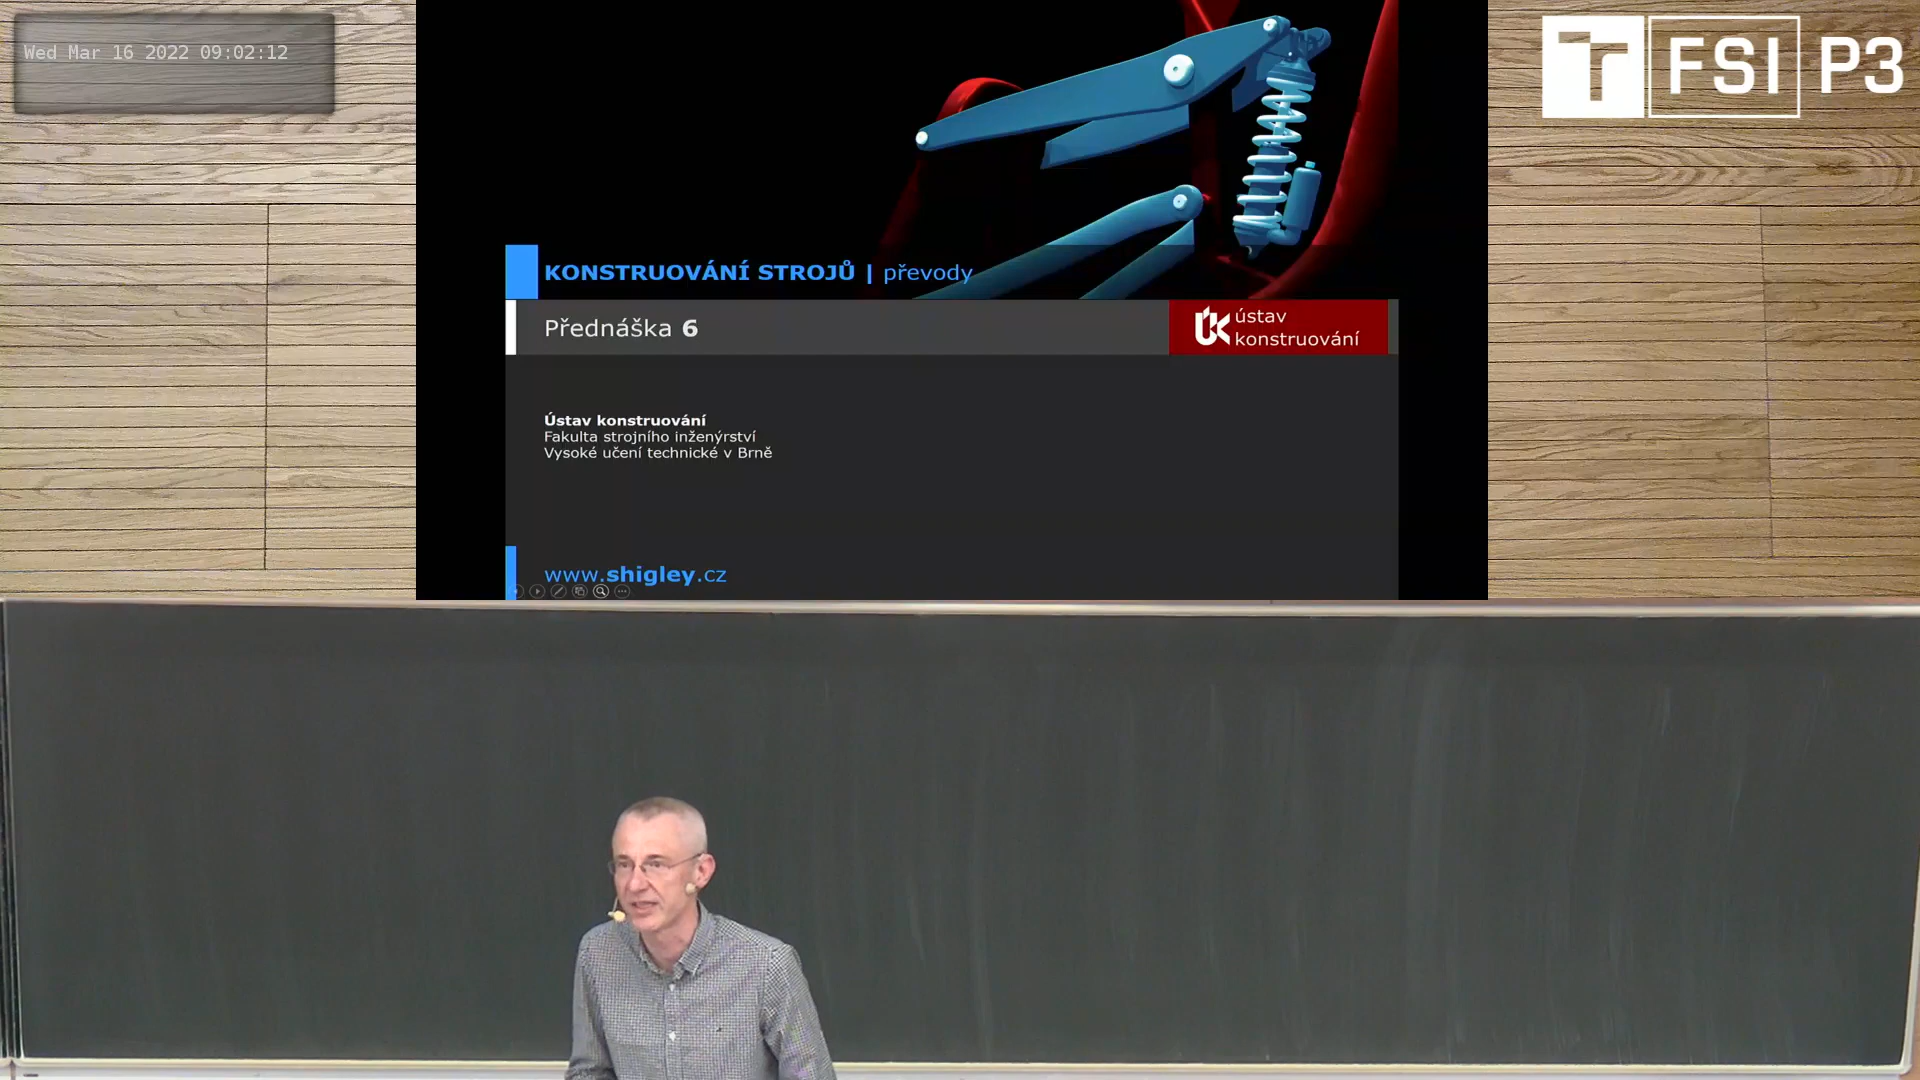 Wed Mar 16 2022 09:02:12
T FSI P3
KONSTRUOVÁNÍ STROJŮ | převody
Přednáška 6
ÚK ústav
konstruování
Ústav konstruování
Fakulta strojního inženýrství
Vysoké učení technické v Brně
www.shigley.cz